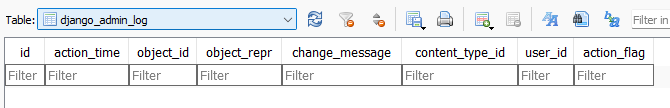 Table: django_admin_log Filter in
id action_time object_id object_repr change_message content_type_id user_id action_flag
Filter Filter Filter Filter Filter Filter Filter Filter